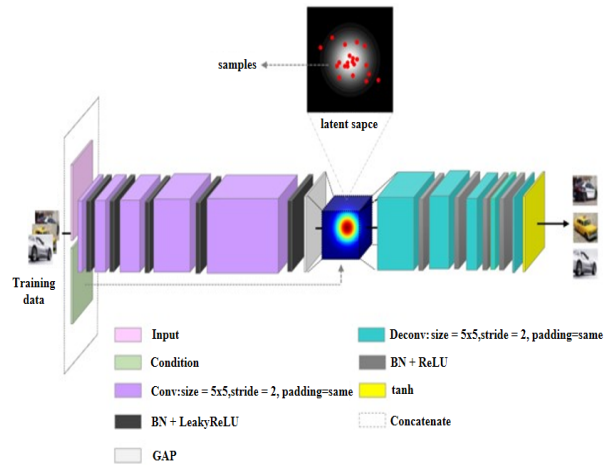 samples
latent sapce
Training
data
Input
Condition
Conv:size = 5x5,stride = 2, padding=same
BN + LeakyReLU
GAP
Deconv: size = 5x5,stride = 2, padding=same
BN + ReLU
tanh
Concatenate